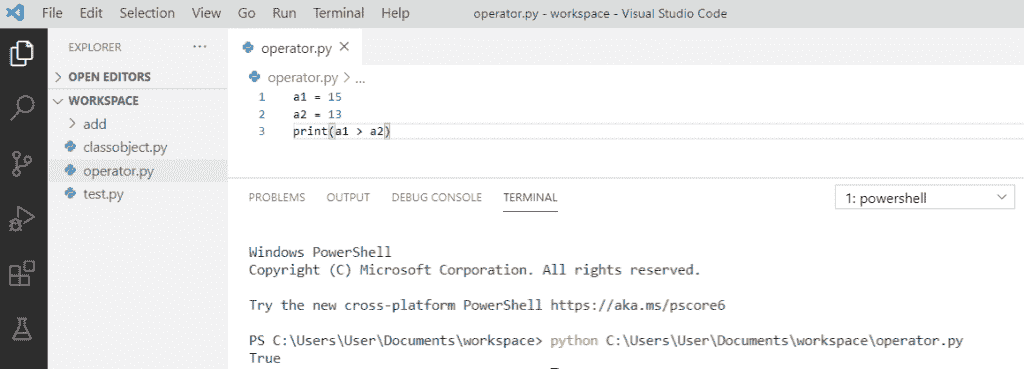 File Edit Selection View Go Run Terminal Help operator.py - workspace - Visual Studio Code
EXPLORER ...
OPEN EDITORS
WORKSPACE
add
classobject.py
operator.py
test.py
operator.py
operator.py > ...
1 a1 = 15
2 a2 = 13
3 print(a1 > a2)
PROBLEMS OUTPUT DEBUG CONSOLE TERMINAL 1: powershell
Windows PowerShell
Copyright (C) Microsoft Corporation. All rights reserved.
Try the new cross-platform PowerShell https://aka.ms/pscore6
PS C:\Users\User\Documents\workspace> python C:\Users\User\Documents\workspace\operator.py
True